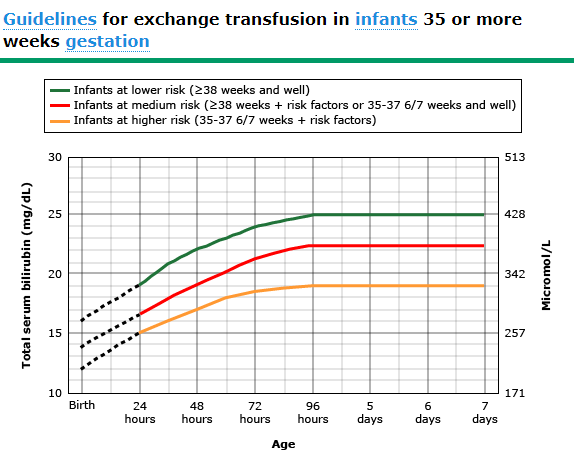 Guidelines for exchange transfusion in infants 35 or more
weeks gestation
Infants at lower risk (≥38 weeks and well)
Infants at medium risk (≥38 weeks + risk factors or 35-37 6/7 weeks and well)
Infants at higher risk (35-37 6/7 weeks + risk factors)
30
25
20
15
10
Total serum bilirubin (mg/dL)
513
428
342
257
171
Micromol/L
Birth
24 hours
48 hours
72 hours
96 hours
5 days
6 days
7 days
Age